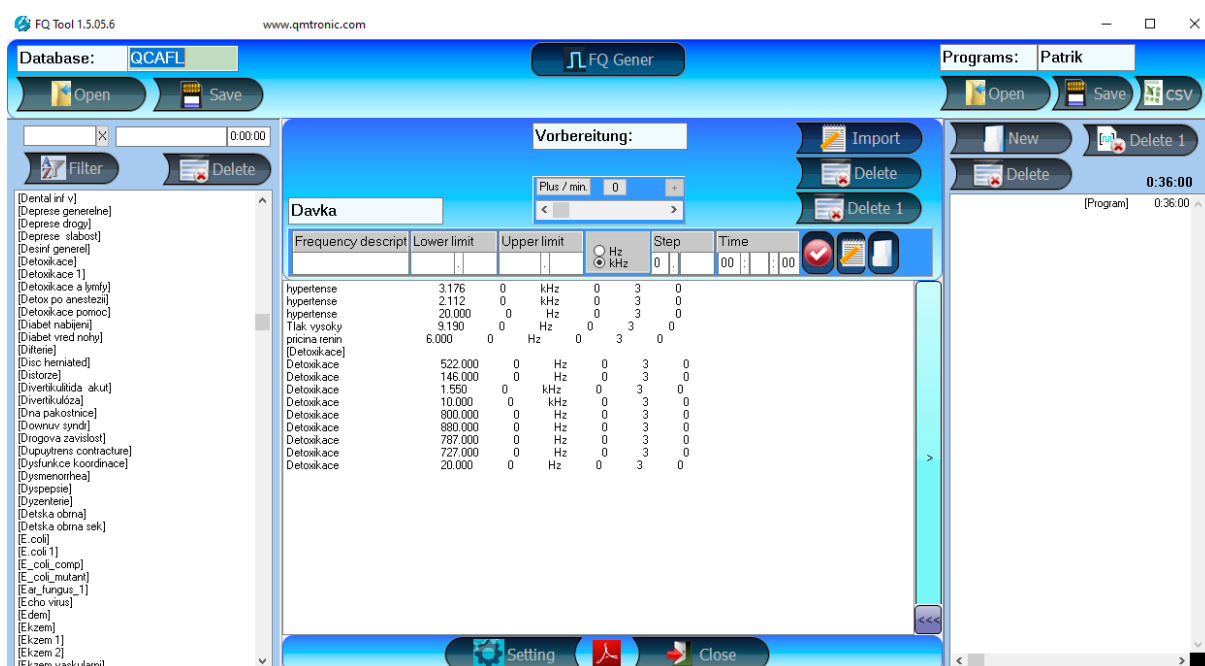 FQ Tool 1.5.05.6 www.qmtronic.com
Database: QCAFL
FQ Gener
Programs: Patrik
Open Save
Open Save CSV
X 0:00:00
Filter Delete
Vorbereitung:
Import
Delete
Delete 1
Plus / min. 0 +
< >
Davka
New Delete 1
Delete 0:36:00
[Program] 0:36:00
Frequency descript Lower limit Upper limit Hz kHz Step Time
. . 0 . 00 : : 00
[Dental inf v]
[Deprese generelne]
[Deprese drogy]
[Deprese slabost]
[Desinf generel]
[Detoxikace]
[Detoxikace 1]
[Detoxikace a lymfy]
[Detox po anestezii]
[Detoxikace pomoc]
[Diabet nabijeni]
[Diabet vred nohy]
[Difterie]
[Disc herniated]
[Distorze]
[Divertikulitida akut]
[Divertikulóza]
[Dna pakostnice]
[Downuv syndr]
[Drogova zavislost]
[Dupuytrens contracture]
[Dysfunkce koordinace]
[Dysmenorrhea]
[Dyspepsie]
[Dyzenterie]
[Detska obrna]
[Detska obrna sek]
[E.coli]
[E.coli 1]
[E_coli_comp]
[E_coli_mutant]
[Ear_fungus_1]
[Echo virus]
[Edem]
[Ekzem]
[Ekzem 1]
[Ekzem 2]
[Ekzem vaskularni]
hypertense 3.176 0 kHz 0 3 0
hypertense 2.112 0 kHz 0 3 0
hypertense 20.000 0 Hz 0 3 0
Tlak vysoky 9.190 0 Hz 0 3 0
pricina renin 6.000 0 Hz 0 3 0
[Detoxikace]
Detoxikace 522.000 0 Hz 0 3 0
Detoxikace 146.000 0 Hz 0 3 0
Detoxikace 1.550 0 kHz 0 3 0
Detoxikace 10.000 0 kHz 0 3 0
Detoxikace 800.000 0 Hz 0 3 0
Detoxikace 880.000 0 Hz 0 3 0
Detoxikace 787.000 0 Hz 0 3 0
Detoxikace 727.000 0 Hz 0 3 0
Detoxikace 20.000 0 Hz 0 3 0
>
<<<
Setting Close
< >